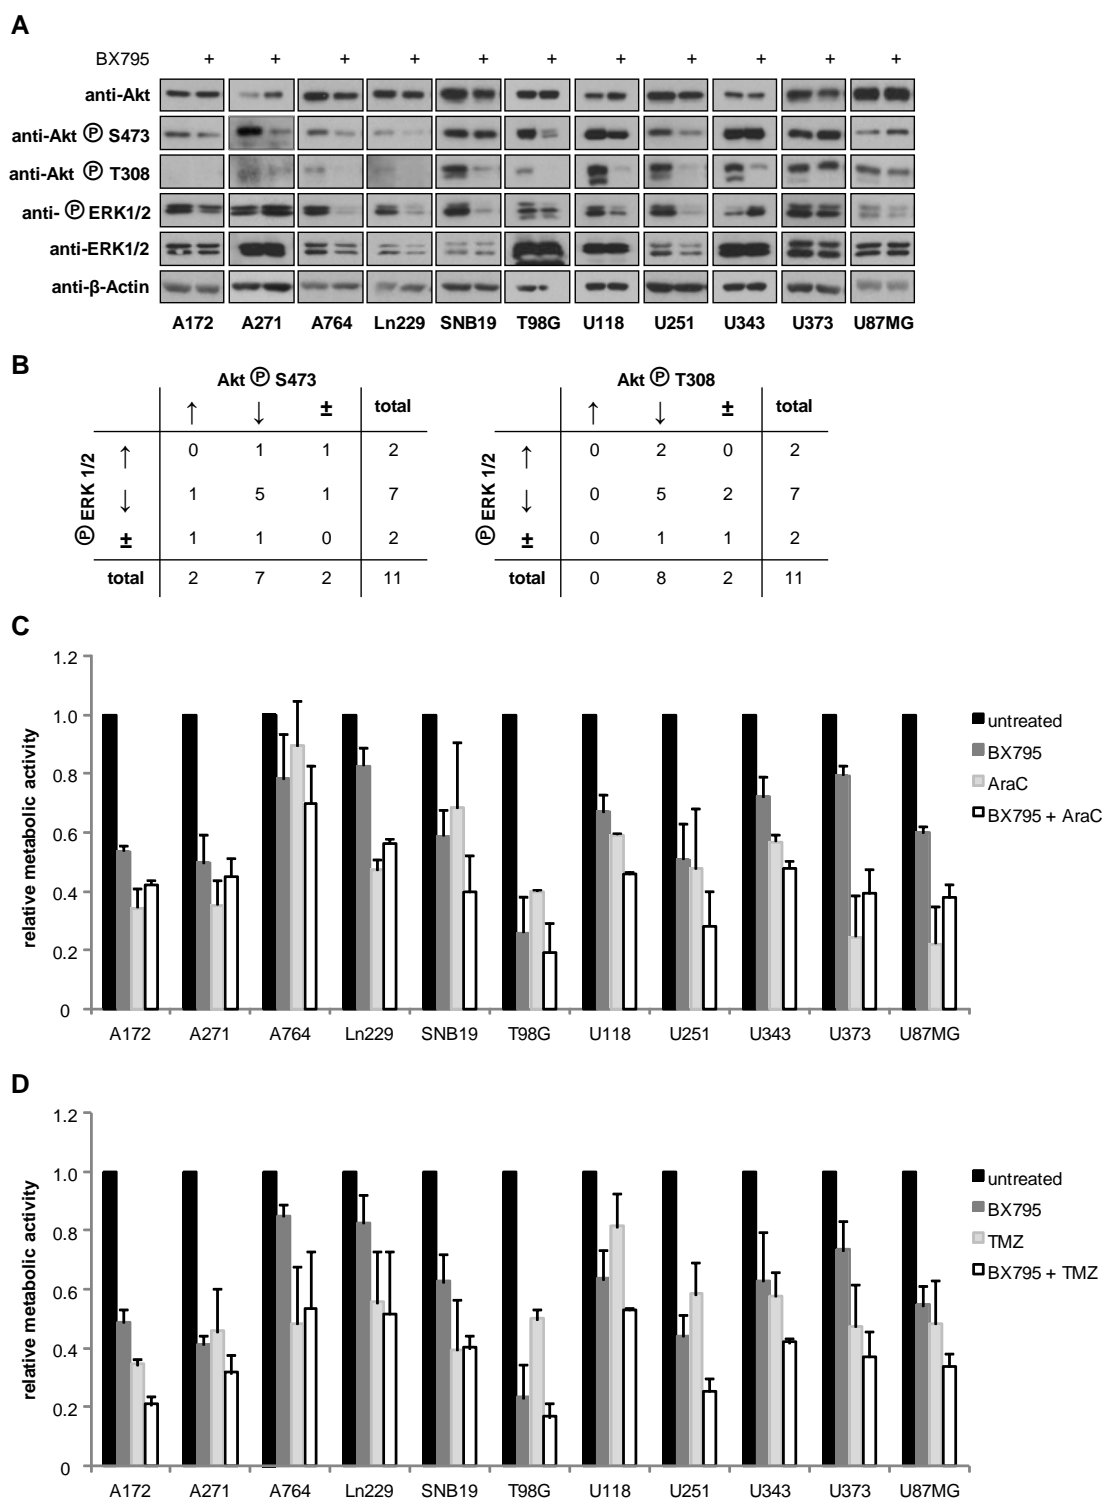 A
BX795 + + + + + + + + + + +
anti-Akt
anti-Akt Ⓟ S473
anti-Akt Ⓟ T308
anti- Ⓟ ERK1/2
anti-ERK1/2
anti-β-Actin
A172 A271 A764 Ln229 SNB19 T98G U118 U251 U343 U373 U87MG
B
Akt Ⓟ S473
↑ ↓ ± total
Ⓟ ERK 1/2
↑ 0 1 1 2
↓ 1 5 1 7
± 1 1 0 2
total 2 7 2 11
Akt Ⓟ T308
↑ ↓ ± total
Ⓟ ERK 1/2
↑ 0 2 0 2
↓ 0 5 2 7
± 0 1 1 2
total 0 8 2 11
C
relative metabolic activity
1.2
1.0
0.8
0.6
0.4
0.2
0
A172 A271 A764 Ln229 SNB19 T98G U118 U251 U343 U373 U87MG
untreated
BX795
AraC
BX795 + AraC
D
relative metabolic activity
1.2
1.0
0.8
0.6
0.4
0.2
0
A172 A271 A764 Ln229 SNB19 T98G U118 U251 U343 U373 U87MG
untreated
BX795
TMZ
BX795 + TMZ